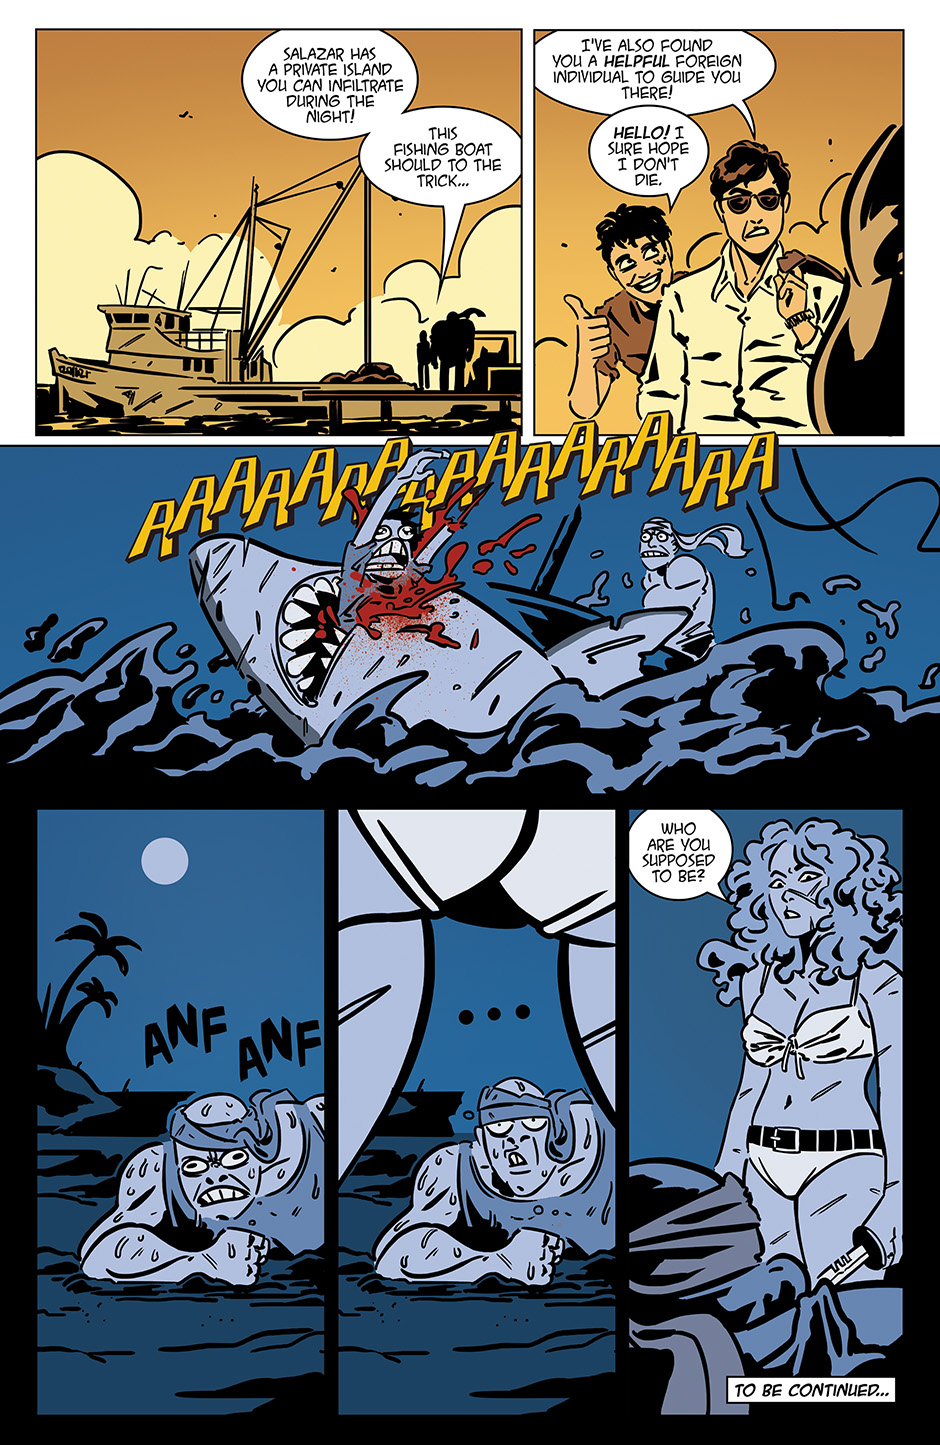 SALAZAR HAS
A PRIVATE ISLAND
YOU CAN INFILTRATE
DURING THE
NIGHT!
THIS
FISHING BOAT
SHOULD TO THE
TRICK...
I'VE ALSO FOUND
YOU A HELPFUL FOREIGN
INDIVIDUAL TO GUIDE YOU
THERE!
HELLO! I
SURE HOPE
I DON'T
DIE.
AAAAAAAAAAAAAAAA
ANF
ANF
...
WHO
ARE YOU
SUPPOSED
TO BE?
TO BE CONTINUED...